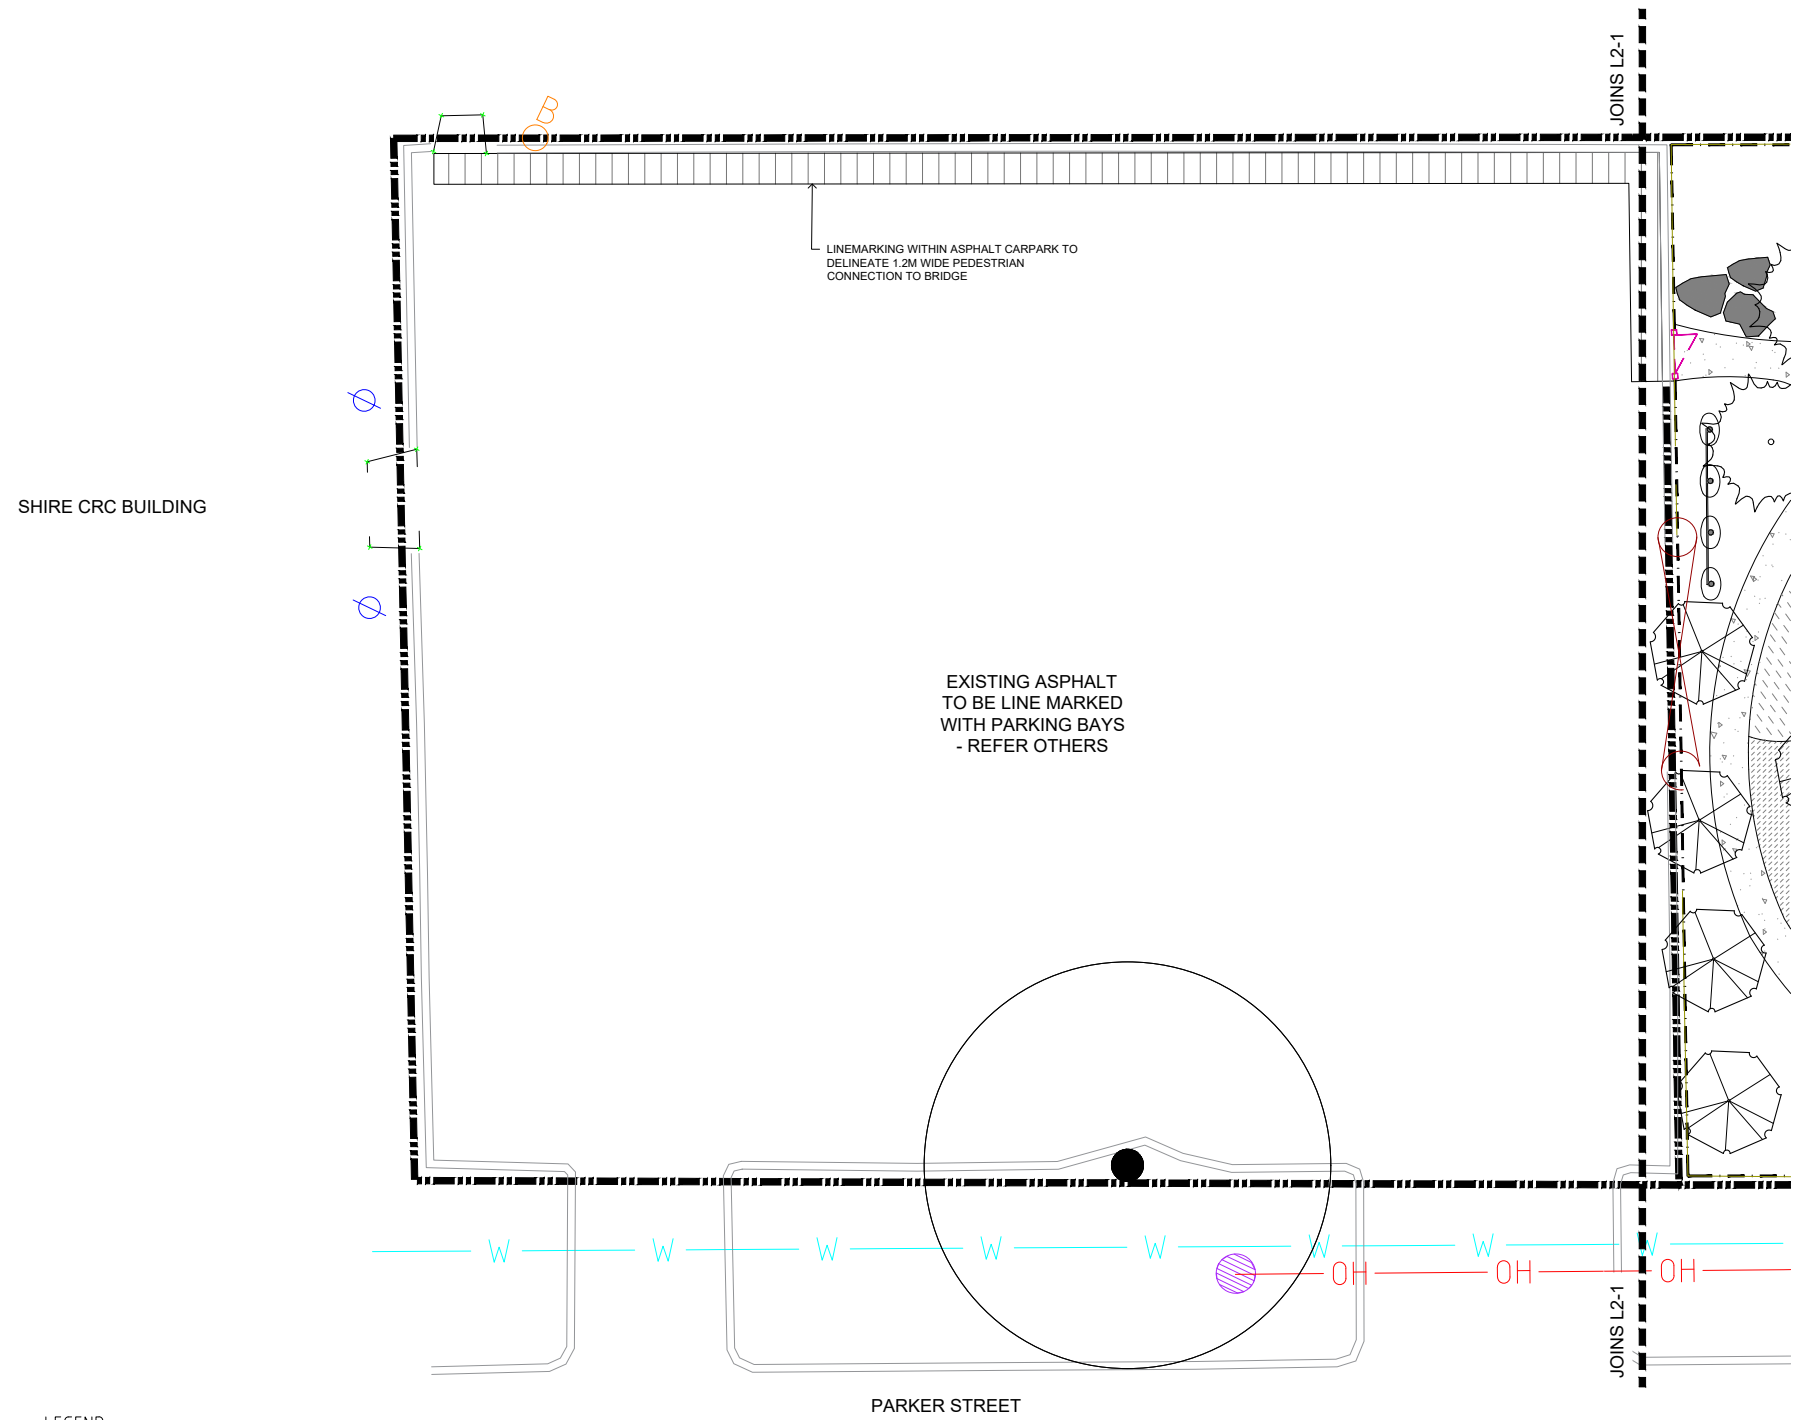 JOINS L2-1
B
LINEMARKING WITHIN ASPHALT CARPARK TO
DELINEATE 1.2M WIDE PEDESTRIAN
CONNECTION TO BRIDGE
SHIRE CRC BUILDING
EXISTING ASPHALT
TO BE LINE MARKED
WITH PARKING BAYS
- REFER OTHERS
W W W W W W W W
OH OH OH
JOINS L2-1
PARKER STREET
LEGEND